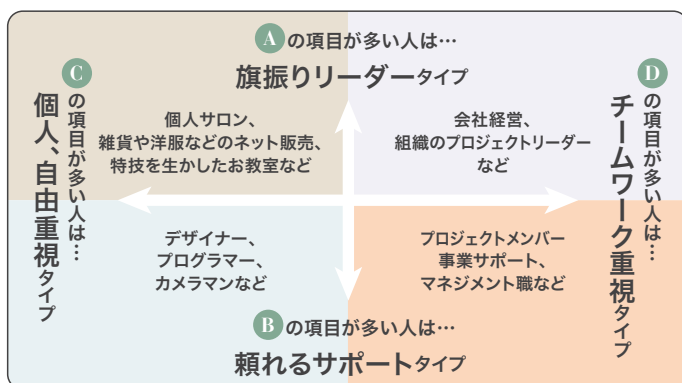 Aの項目が多い人は…
旗振りリーダータイプ
Cの項目が多い人は…
個人、自由重視タイプ
個人サロン、
雑貨や洋服などのネット販売、
特技を生かしたお教室など
会社経営、
組織のプロジェクトリーダー
など
Dの項目が多い人は…
チームワーク重視タイプ
デザイナー、
プログラマー、
カメラマンなど
プロジェクトメンバー
事業サポート、
マネジメント職など
Bの項目が多い人は…
頼れるサポートタイプ